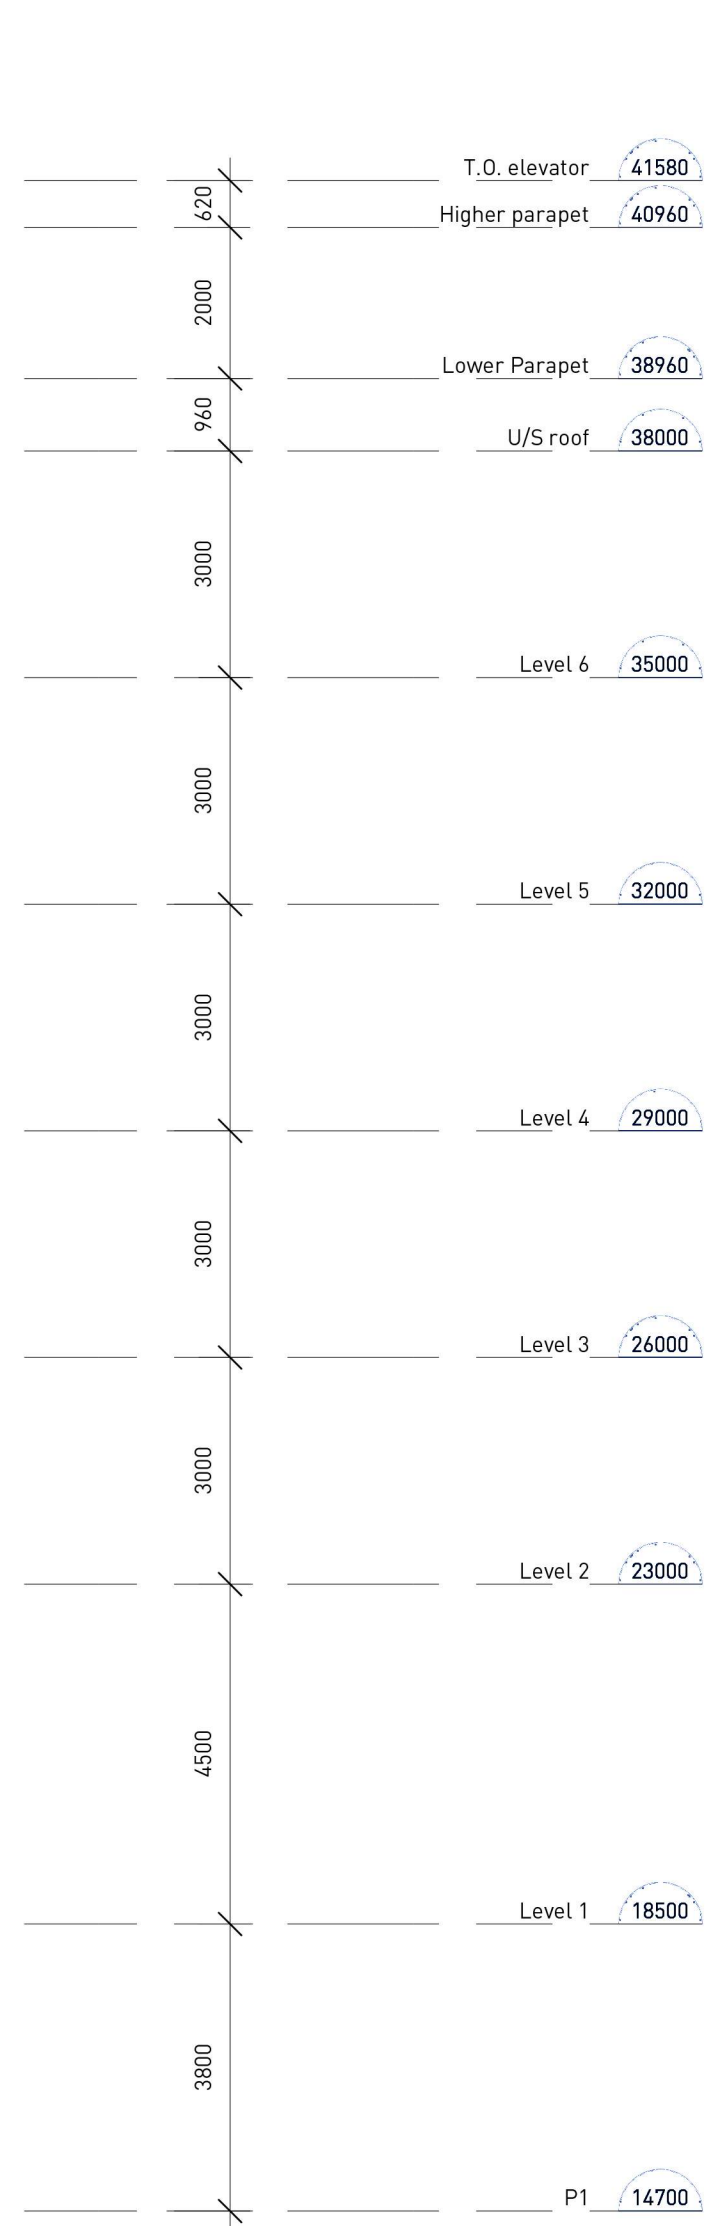 T.O. elevator 41580
620
Higher parapet 40960
2000
Lower Parapet 38960
960
U/S roof 38000
3000
Level 6 35000
3000
Level 5 32000
3000
Level 4 29000
3000
Level 3 26000
3000
Level 2 23000
4500
Level 1 18500
3800
P1 14700